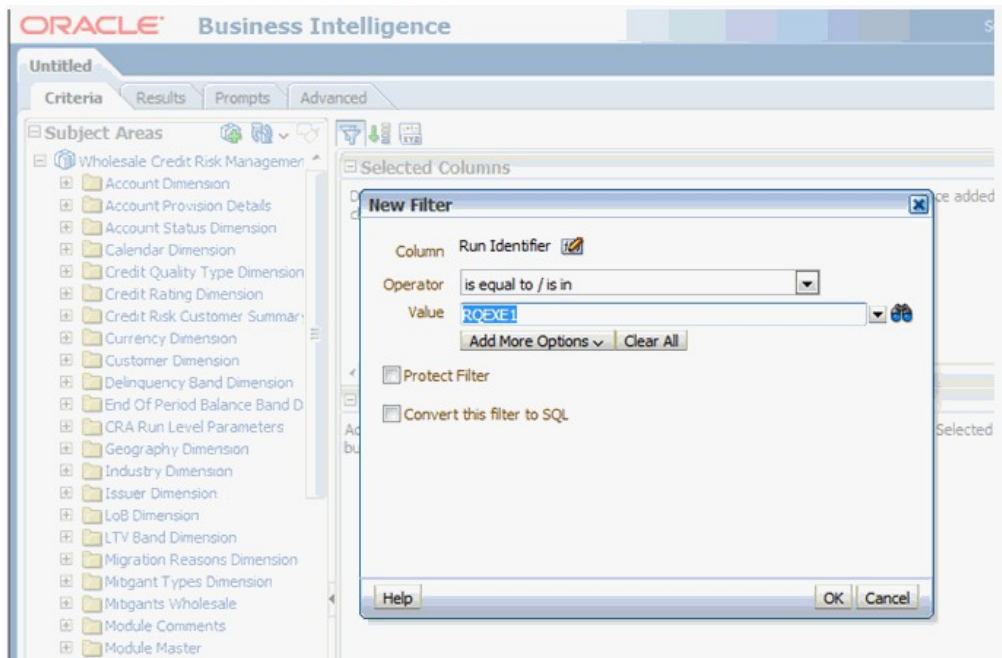 ORACLE Business Intelligence
Untitled
Criteria Results Prompts Advanced
Subject Areas
Wholesale Credit Risk Managemen
Account Dimension
Account Provision Details
Account Status Dimension
Calendar Dimension
Credit Quality Type Dimension
Credit Rating Dimension
Credit Risk Customer Summar
Currency Dimension
Customer Dimension
Delinquency Band Dimension
End Of Period Balance Band D
CRA Run Level Parameters
Geography Dimension
Industry Dimension
Issuer Dimension
LoB Dimension
LTV Band Dimension
Migration Reasons Dimension
Mitigant Types Dimension
Mitigants Wholesale
Module Comments
Module Master
Selected Columns
added
New Filter
Column Run Identifier
Operator is equal to / is in
Value RQEXE1
Add More Options Clear All
Protect Filter
Convert this filter to SQL
Selected
Help OK Cancel